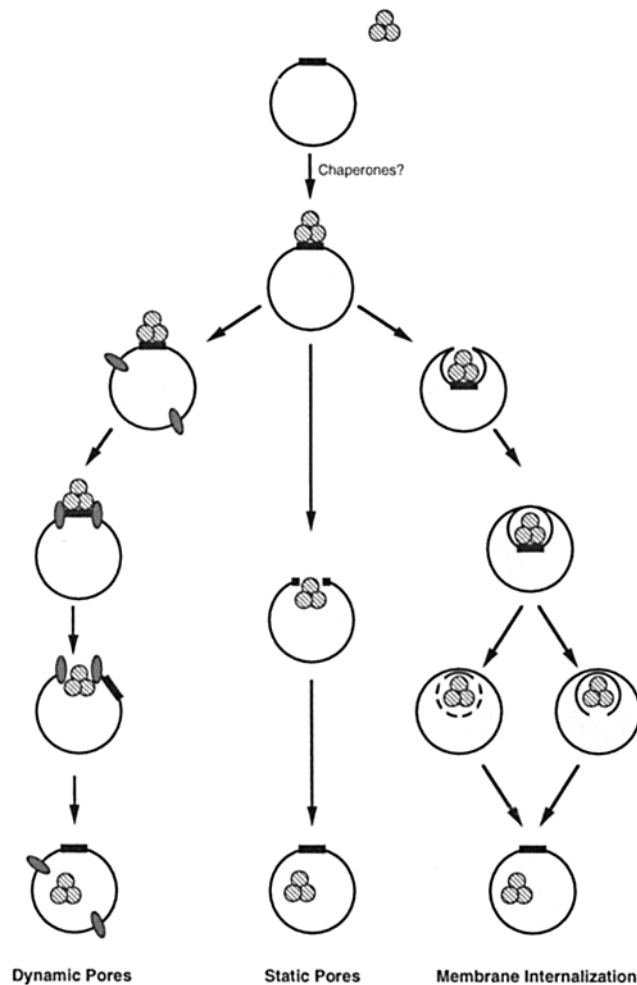 Chaperones?
Dynamic Pores
Static Pores
Membrane Internalization